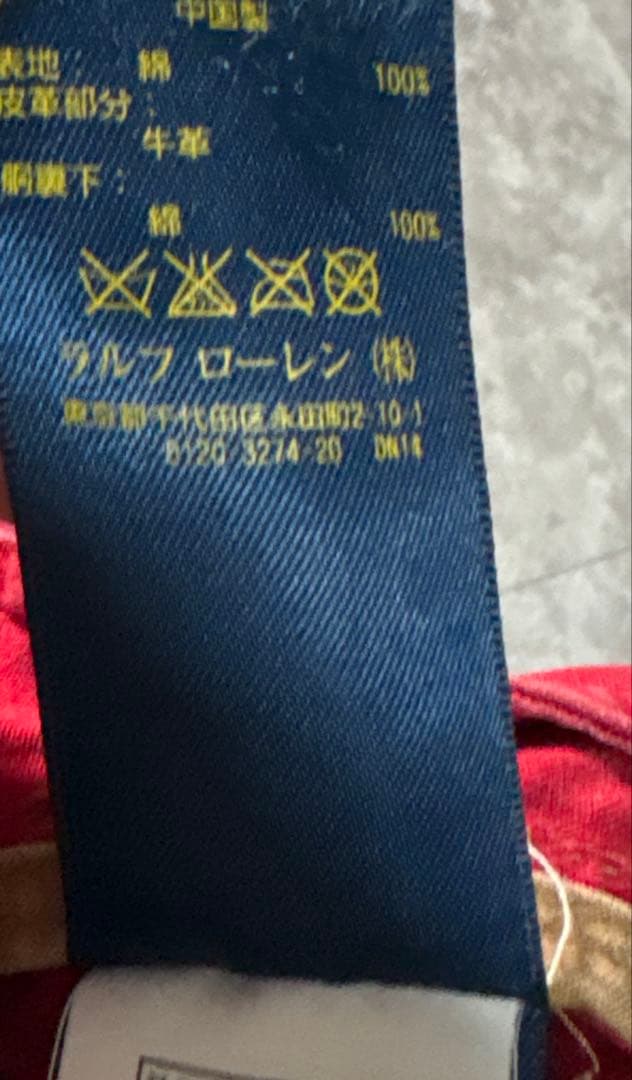 中国製
表地: 綿 100%
皮革部分:
牛革
胴裏下:
綿 100%
ラルフ ローレン (株)
東京都千代田区永田町2-10-1
0120-3274-20 DN14